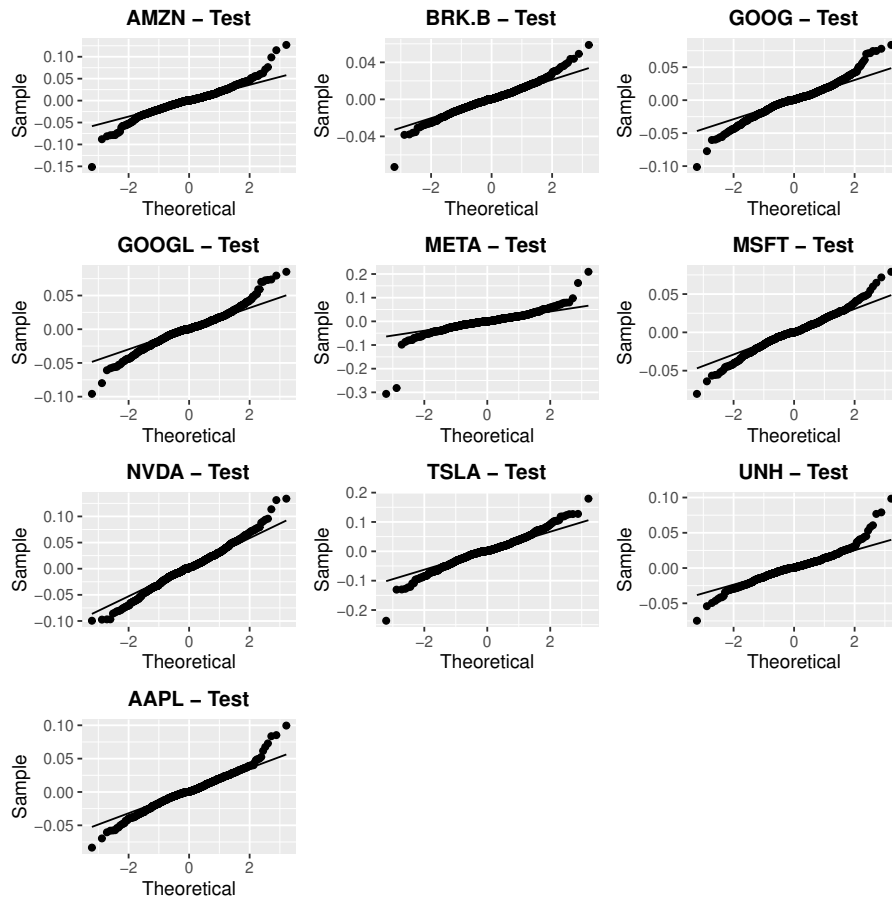 AMZN − Test
Sample
0.10
0.05
0.00
−0.05
−0.10
−0.15
−2
0
2
Theoretical
BRK.B − Test
Sample
0.04
0.00
−0.04
−2
0
2
Theoretical
GOOG − Test
Sample
0.05
0.00
−0.05
−0.10
−2
0
2
Theoretical
GOOGL − Test
Sample
0.05
0.00
−0.05
−0.10
−2
0
2
Theoretical
META − Test
Sample
0.2
0.1
0.0
−0.1
−0.2
−0.3
−2
0
2
Theoretical
MSFT − Test
Sample
0.05
0.00
−0.05
−2
0
2
Theoretical
NVDA − Test
Sample
0.10
0.05
0.00
−0.05
−0.10
−2
0
2
Theoretical
TSLA − Test
Sample
0.2
0.1
0.0
−0.1
−0.2
−2
0
2
Theoretical
UNH − Test
Sample
0.10
0.05
0.00
−0.05
−2
0
2
Theoretical
AAPL − Test
Sample
0.10
0.05
0.00
−0.05
−2
0
2
Theoretical